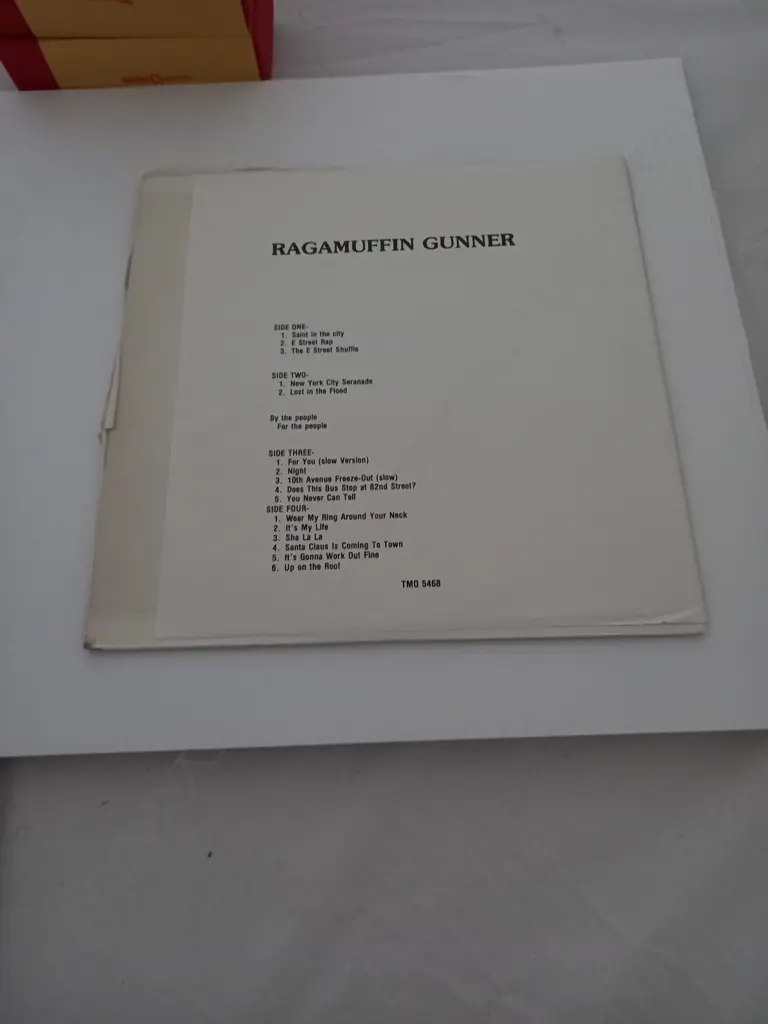 RAGAMUFFIN GUNNER
SIDE ONE-
1. Saint in the city
2. E Street Rap
3. The E Street Shuffle
SIDE TWO-
1. New York City Seranade
2. Lost in the Flood
By the people
For the people
SIDE THREE-
1. For You (slow Version)
2. Night
3. 10th Avenue Freeze-Out (slow)
4. Does This Bus Stop at 82nd Street?
5. You Never Can Tell
SIDE FOUR-
1. Wear My Ring Around Your Neck
2. It's My Life
3. Sha La La
4. Santa Claus Is Coming To Town
5. It's Gonna Work Out Fine
6. Up on the Roof
TMQ 5468